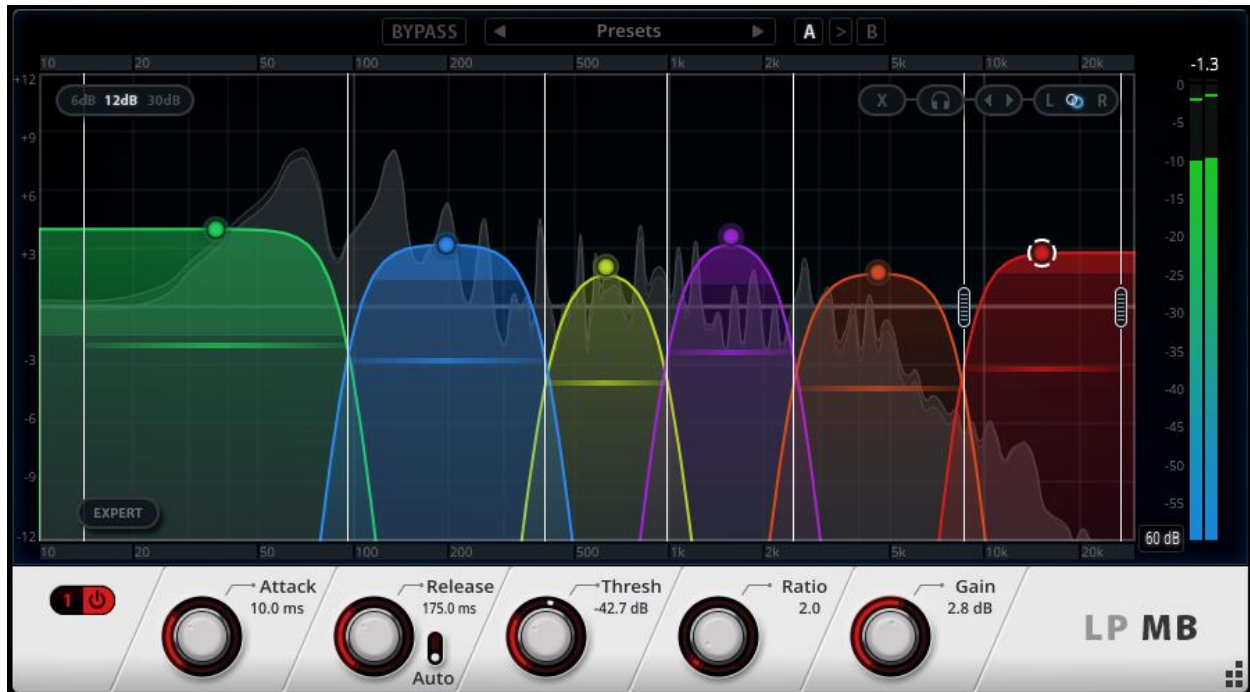 BYPASS Presets A > B
10 20 50 100 200 500 1k 2k 5k 10k 20k -1.3
+12 0
6dB 12dB 30dB X L R
-5
+9
-10
-15
+6
-20
+3 -25
-30
-3 -35
-40
-6
-45
-9 -50
EXPERT -55
-12 60 dB
10 20 50 100 200 500 1k 2k 5k 10k 20k
1 Attack Release Thresh Ratio Gain
10.0 ms 175.0 ms -42.7 dB 2.0 2.8 dB
LP MB
Auto